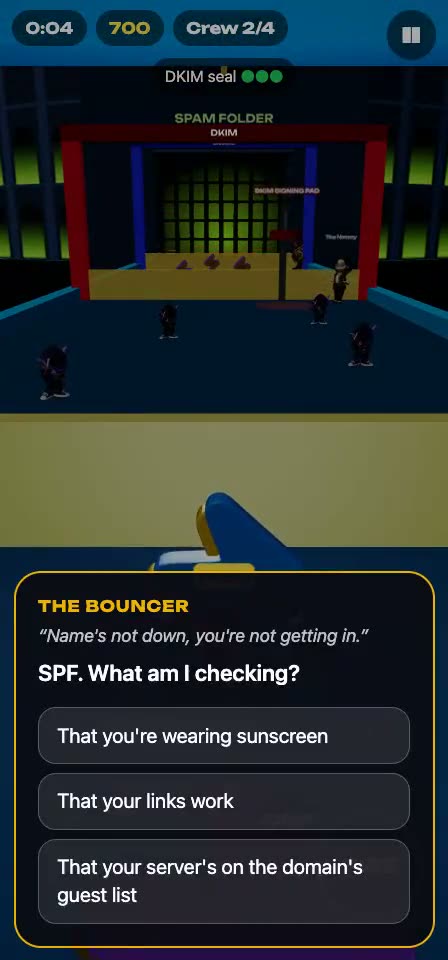 0:04
700
Crew 2/4
DKIM seal
SPAM FOLDER
DKIM
DKIM SIGNING PAD
The Nammy
THE BOUNCER
“Name's not down, you're not getting in.”
SPF. What am I checking?
That you're wearing sunscreen
That your links work
That your server's on the domain's
guest list